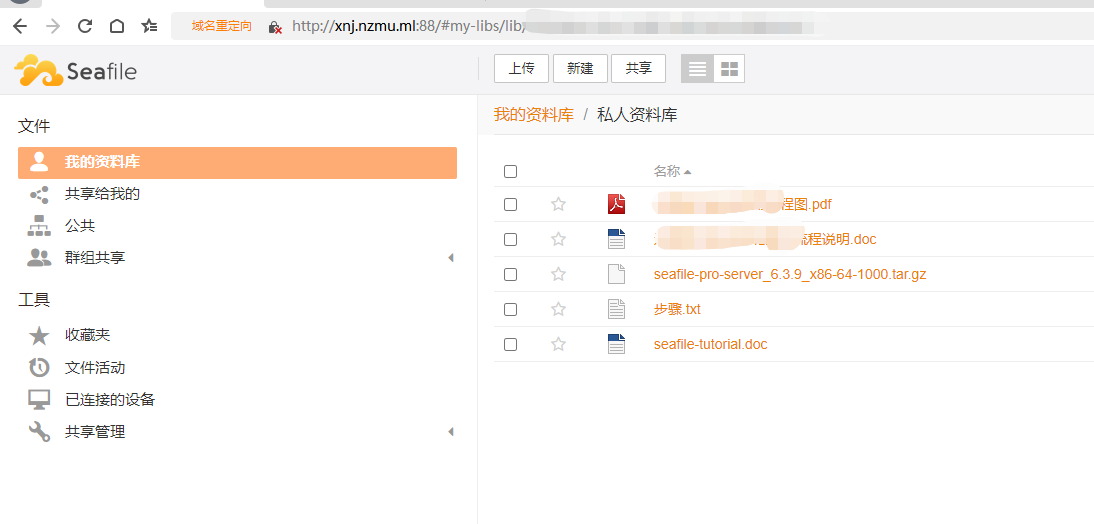 域名重定向 http://xnj.nzmu.ml:88/#my-libs/lib/
Seafile
上传 新建 共享
文件
我的资料库
共享给我的
公共
群组共享
工具
收藏夹
文件活动
已连接的设备
共享管理
我的资料库 / 私人资料库
名称
程图.pdf
流程说明.doc
seafile-pro-server_6.3.9_x86-64-1000.tar.gz
步骤.txt
seafile-tutorial.doc